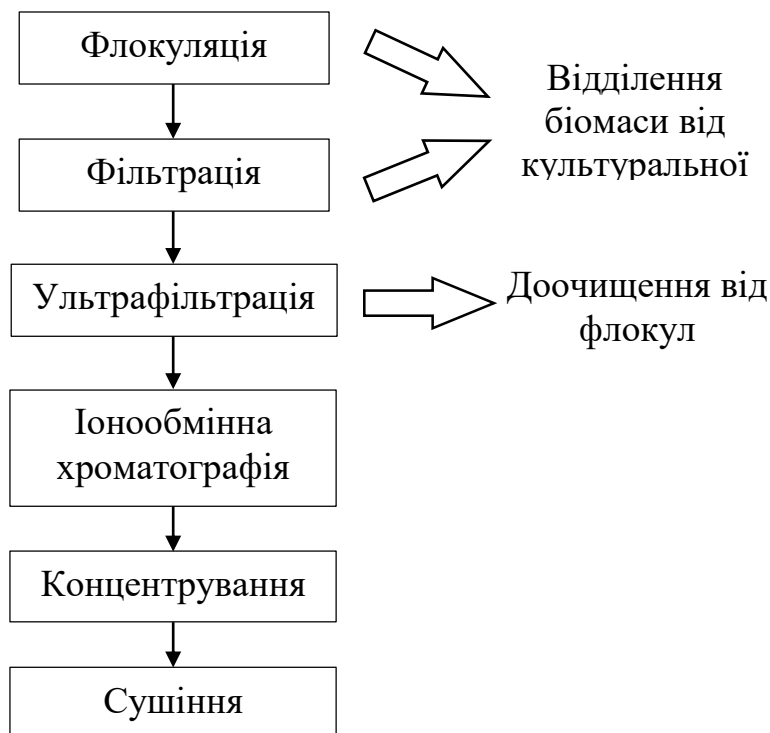 Флокуляція
Відділення
біомаси від
культуральної
Фільтрація
Ультрафільтрація
Доочищення від
флокул
Іонообмінна
хроматографія
Концентрування
Сушіння